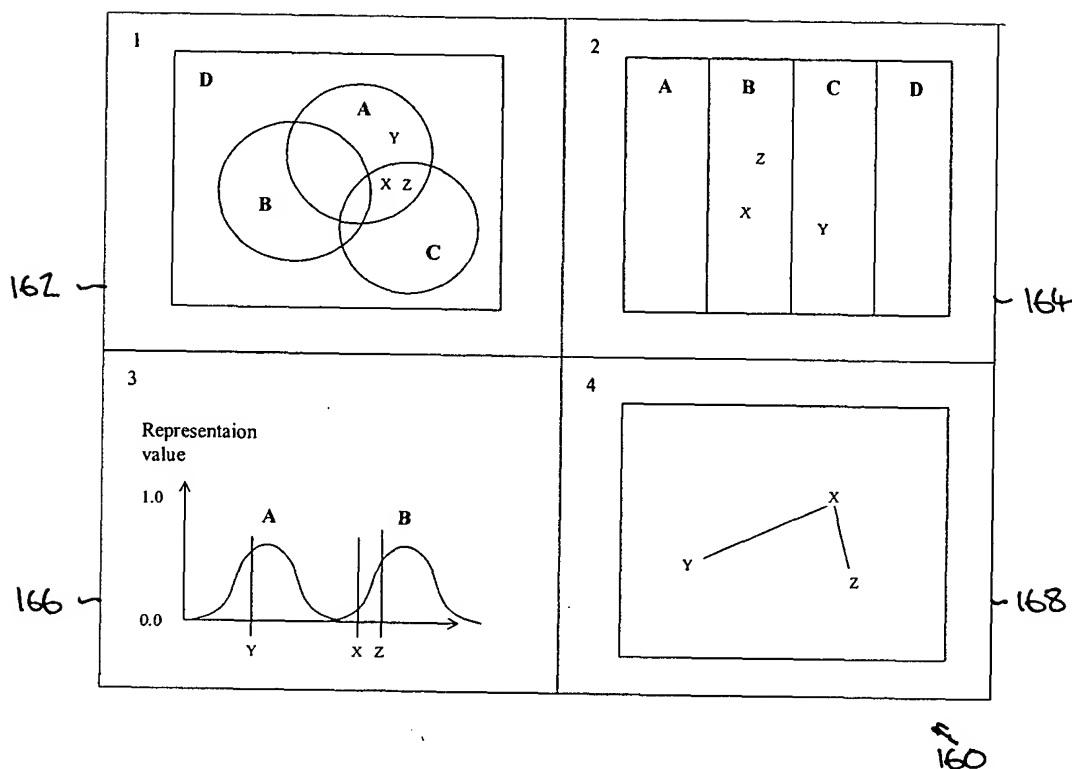 1
D
A
Y
X Z
B
C
162
2
A B C D
Z
X
Y
164
3
Representaion
value
1.0
A B
0.0
Y X Z
166
4
X
Y
Z
168
160